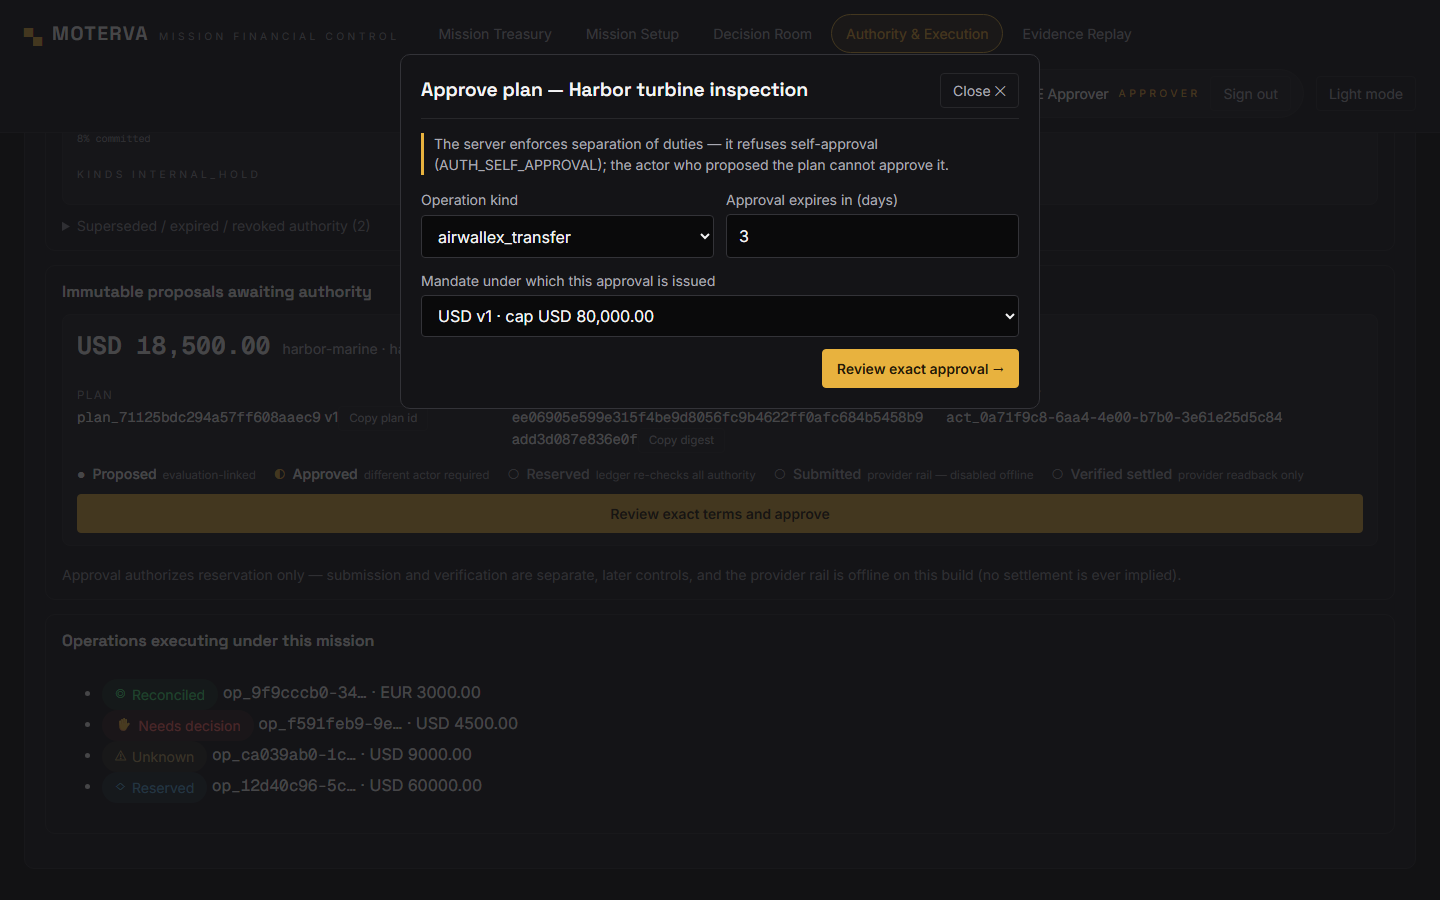 MOTERVA MISSION FINANCIAL CONTROL Mission Treasury Mission Setup Decision Room Authority & Execution Evidence Replay
E Approver APPROVER Sign out Light mode
Approve plan — Harbor turbine inspection Close ×
The server enforces separation of duties — it refuses self-approval
(AUTH_SELF_APPROVAL); the actor who proposed the plan cannot approve it.
Operation kind Approval expires in (days)
airwallex_transfer 3
Mandate under which this approval is issued
USD v1 · cap USD 80,000.00
Review exact approval →
8% committed
KINDS INTERNAL_HOLD
▶ Superseded / expired / revoked authority (2)
Immutable proposals awaiting authority
USD 18,500.00 harbor-marine · ha
PLAN
plan_71125bdc294a57ff608aaec9 v1 Copy plan id ee06905e599e315f4be9d8056fc9b4622ff0afc684b5458b9 act_0a71f9c8-6aa4-4e00-b7b0-3e61e25d5c84
add3d087e836e0f Copy digest
Proposed evaluation-linked Approved different actor required Reserved ledger re-checks all authority Submitted provider rail — disabled offline Verified settled provider readback only
Review exact terms and approve
Approval authorizes reservation only — submission and verification are separate, later controls, and the provider rail is offline on this build (no settlement is ever implied).
Operations executing under this mission
• Reconciled op_9f9cccb0-34… · EUR 3000.00
• Needs decision op_f591feb9-9e… · USD 4500.00
• Unknown op_ca039ab0-1c… · USD 9000.00
• Reserved op_12d40c96-5c… · USD 60000.00